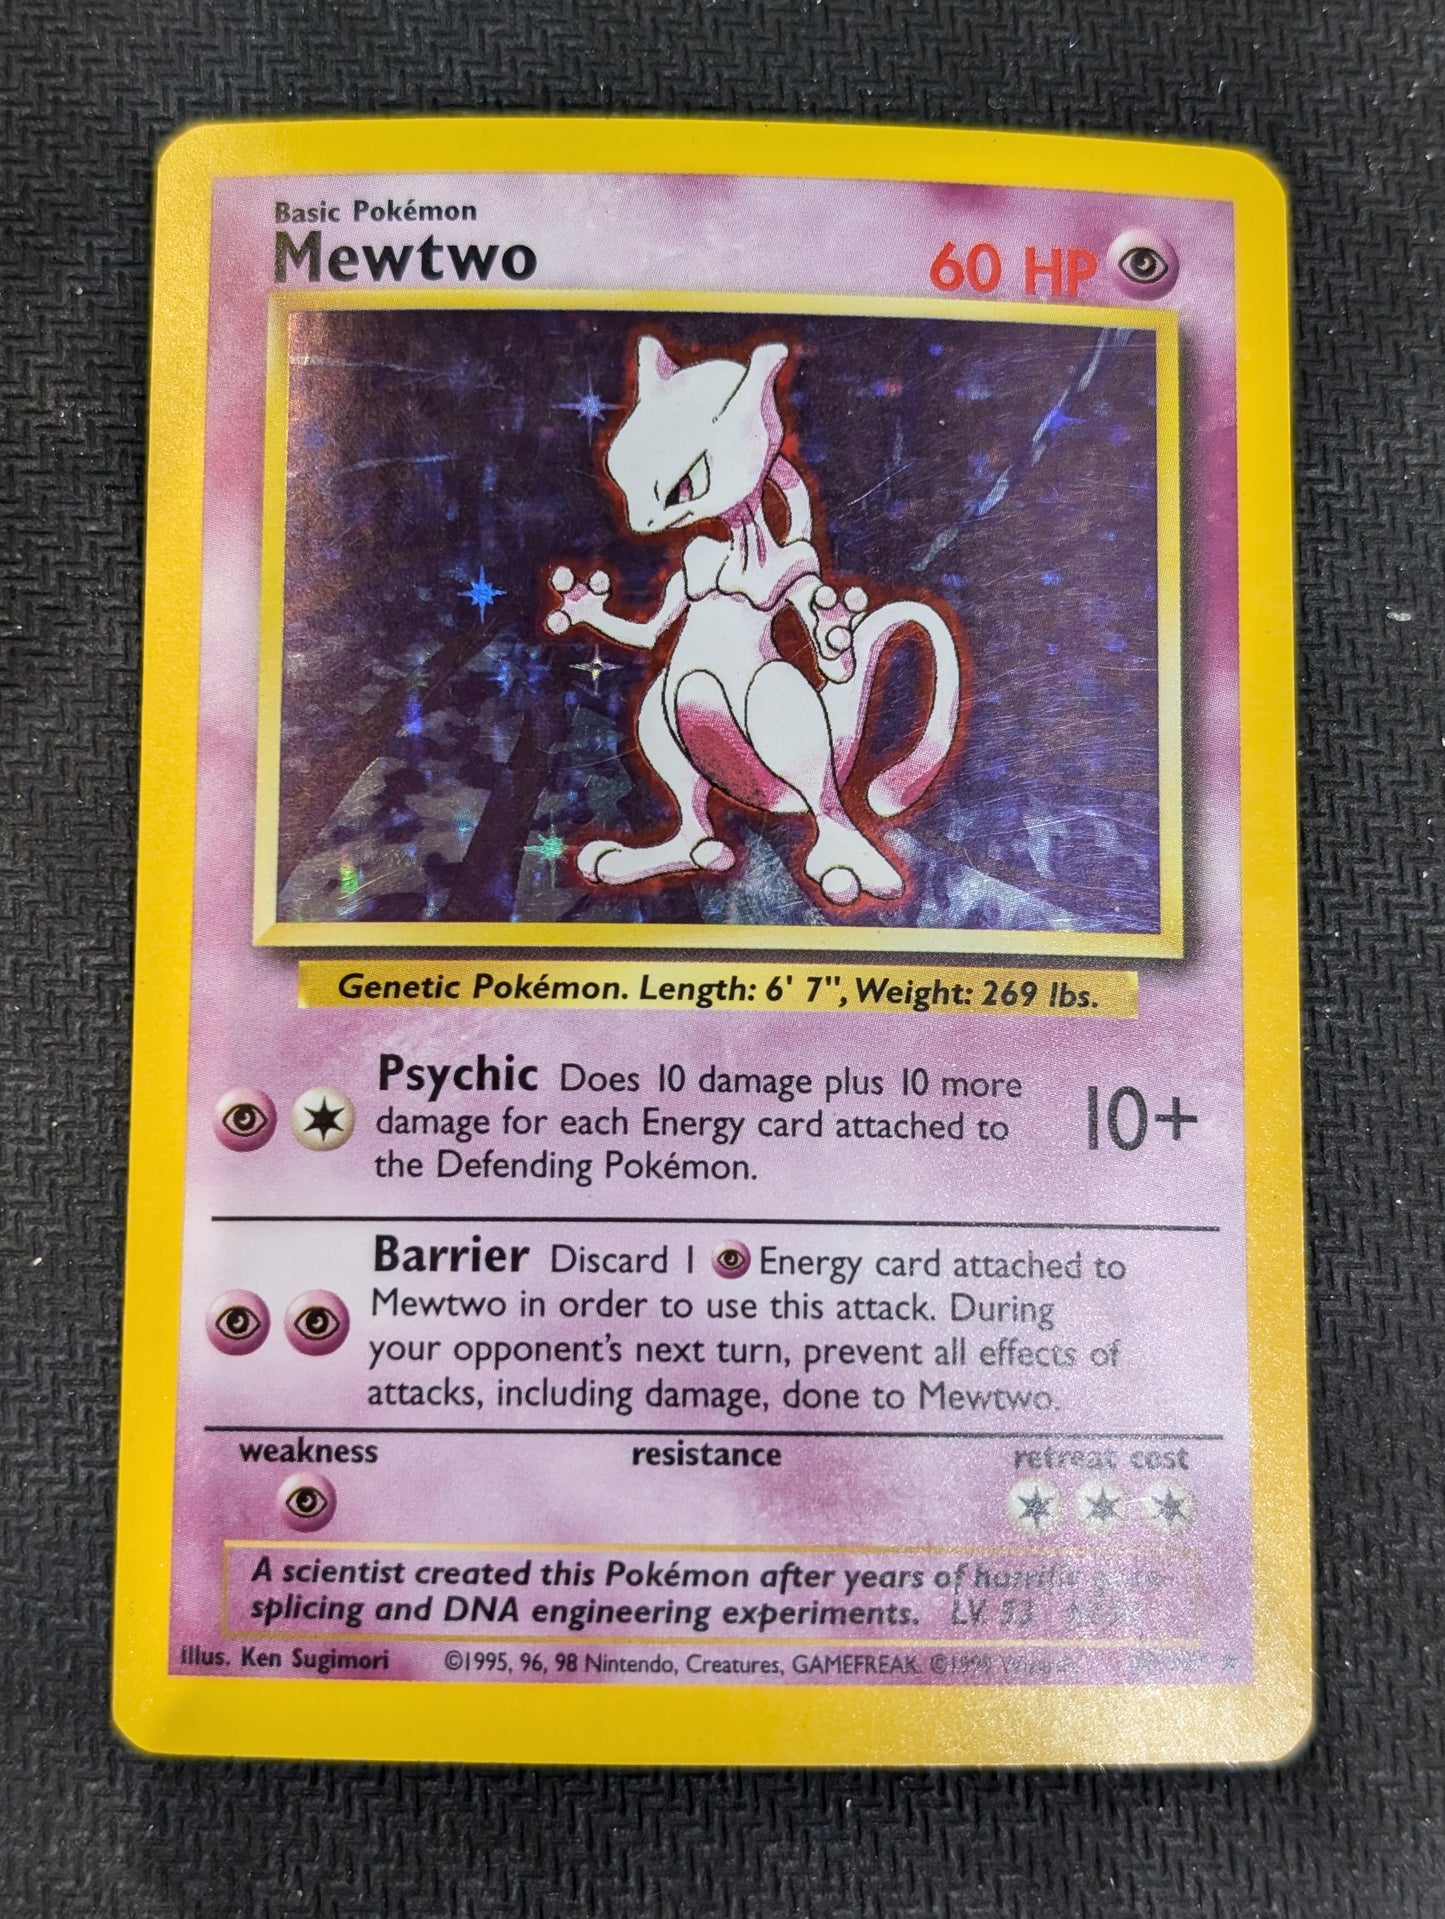 Basic Pokémon
Mewtwo
60 HP
Genetic Pokémon. Length: 6' 7", Weight: 269 lbs.
Psychic Does 10 damage plus 10 more
damage for each Energy card attached to
the Defending Pokémon.
10+
Barrier Discard 1 Energy card attached to
Mewtwo in order to use this attack. During
your opponent's next turn, prevent all effects of
attacks, including damage, done to Mewtwo.
weakness
resistance
retreat cost
A scientist created this Pokémon after years of horrific
splicing and DNA engineering experiments. LV. 53
Illus. Ken Sugimori
©1995, 96, 98 Nintendo, Creatures, GAMEFREAK. ©1999